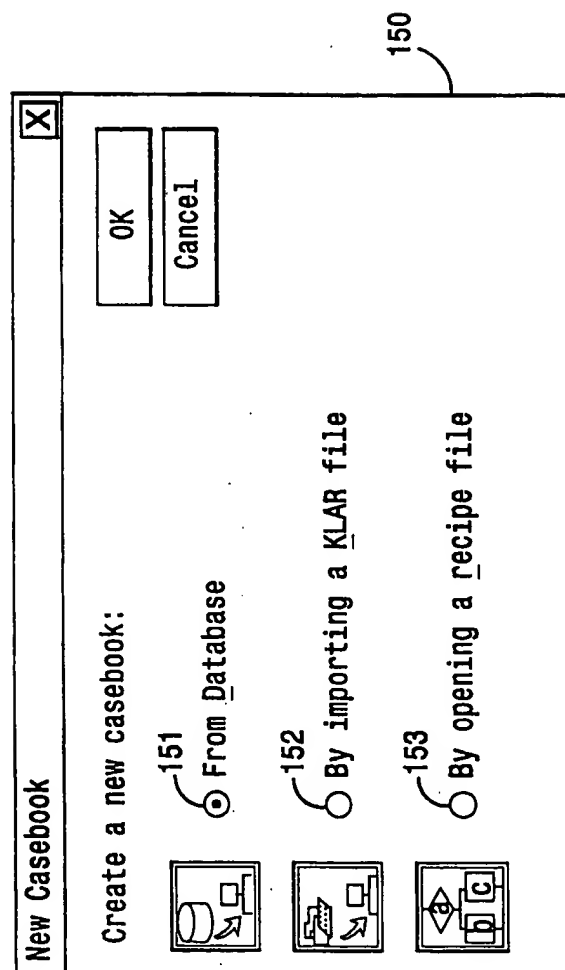 New Casebook X
Create a new casebook:
OK
Cancel
151
From Database
152
By importing a KLAR file
153
By opening a recipe file
a
b c
150